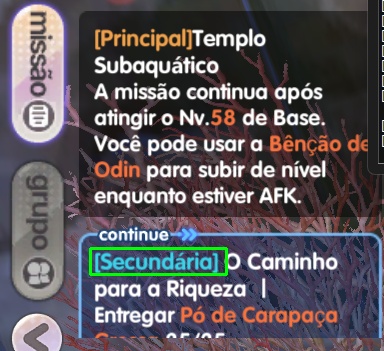 missão
grupo
[Principal]Templo
Subaquático
A missão continua após
atingir o Nv.58 de Base.
Você pode usar a Bênção de
Odin para subir de nível
enquanto estiver AFK.
continue
[Secundária] O Caminho
para a Riqueza |
Entregar Pó de Carapaça